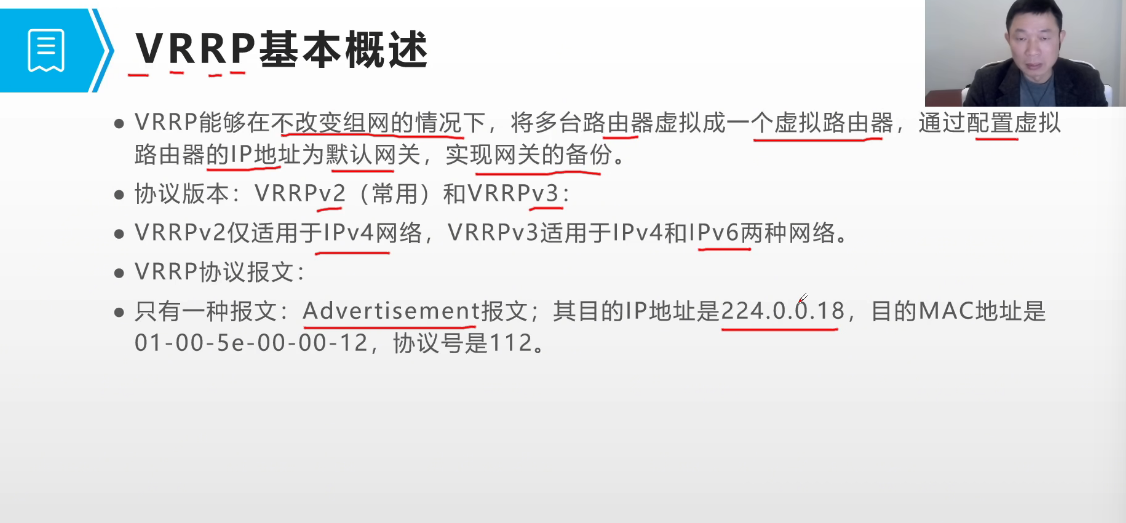 VRRP基本概述
● VRRP能够在不改变组网的情况下，将多台路由器虚拟成一个虚拟路由器，通过配置虚拟
路由器的IP地址为默认网关，实现网关的备份。
● 协议版本：VRRPv2（常用）和VRRPv3：
● VRRPv2仅适用于IPv4网络，VRRPv3适用于IPv4和IPv6两种网络。
● VRRP协议报文：
● 只有一种报文：Advertisement报文；其目的IP地址是224.0.0.18，目的MAC地址是
01-00-5e-00-00-12，协议号是112。